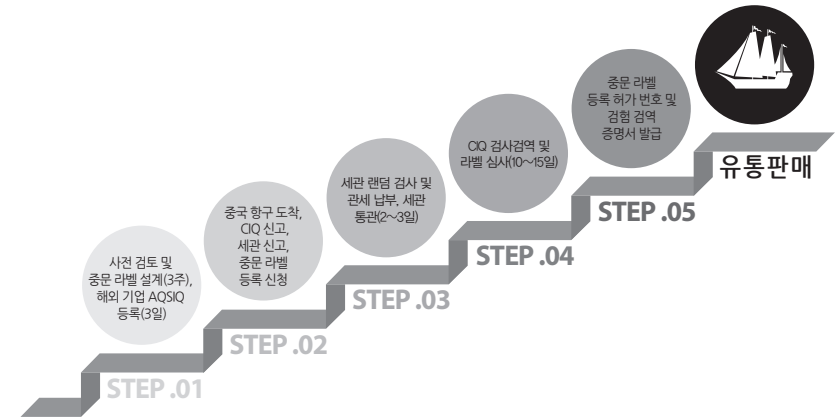 사전 검토 및
중문 라벨 설계(3주),
해외 기업 AQSIQ
등록(3일)
STEP .01
중국 항구 도착,
CIQ 신고,
세관 신고,
중문 라벨
등록 신청
STEP .02
세관 랜덤 검사 및
관세 납부, 세관
통관(2~3일)
STEP .03
CIQ 검사검역 및
라벨 심사(10~15일)
STEP .04
중문 라벨
등록 허가 번호 및
검험 검역
증명서 발급
STEP .05
유통판매